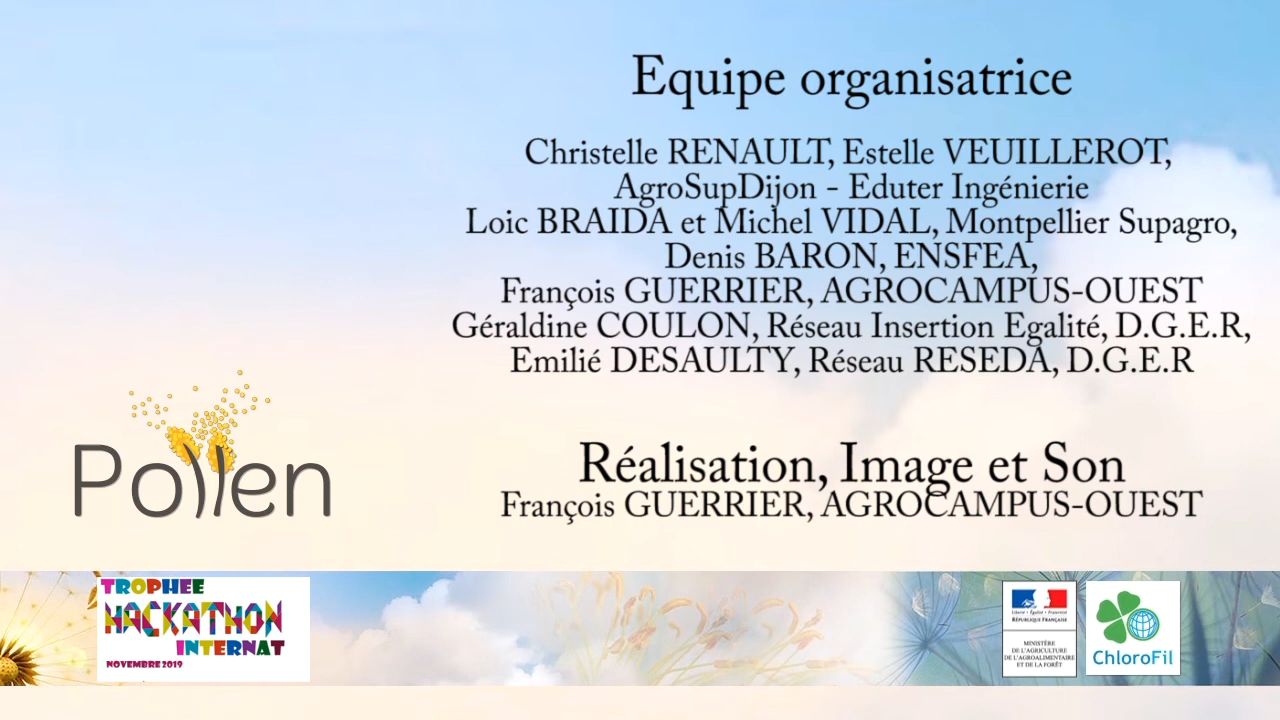 Equipe organisatrice
Christelle RENAULT, Estelle VEUILLEROT,
AgroSupDijon - Eduter Ingénierie
Loic BRAIDA et Michel VIDAL, Montpellier Supagro,
Denis BARON, ENSFEA,
François GUERRIER, AGROCAMPUS-OUEST
Géraldine COULON, Réseau Insertion Egalité, D.G.E.R,
Emilié DESAULTY, Réseau RESEDA, D.G.E.R
Pollen
Réalisation, Image et Son
François GUERRIER, AGROCAMPUS-OUEST
TROPHEE
HACKATHON
INTERNAT
NOVEMBRE 2019
Liberté • Égalité • Fraternité
RÉPUBLIQUE FRANÇAISE
MINISTÈRE
DE L'AGRICULTURE
DE L'AGROALIMENTAIRE
ET DE LA FORÊT
ChloroFil